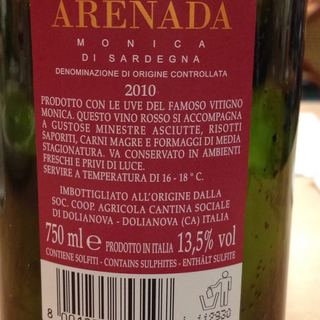 ARENADA
MONICA
DI SARDEGNA
DENOMINAZIONE DI ORIGINE CONTROLLATA
2010
PRODOTTO CON LE UVE DEL FAMOSO VITIGNO
MONICA. QUESTO VINO ROSSO SI ACCOMPAGNA
A GUSTOSE MINESTRE ASCIUTTE, RISOTTI
SAPORITI, CARNI MAGRE E FORMAGGI DI MEDIA
STAGIONATURA. VA CONSERVATO IN AMBIENTI
FRESCHI E PRIVI DI LUCE.
SERVIRE A TEMPERATURA DI 16 - 18° C.
IMBOTTIGLIATO ALL'ORIGINE DALLA
SOC. COOP. AGRICOLA CANTINA SOCIALE
DI DOLIANOVA - DOLIANOVA (CA) ITALIA
750 ml e PRODOTTO IN ITALIA 13,5% vol
CONTIENE SOLFITI - CONTAINS SULPHITES - ENTHÄLT SULFITE